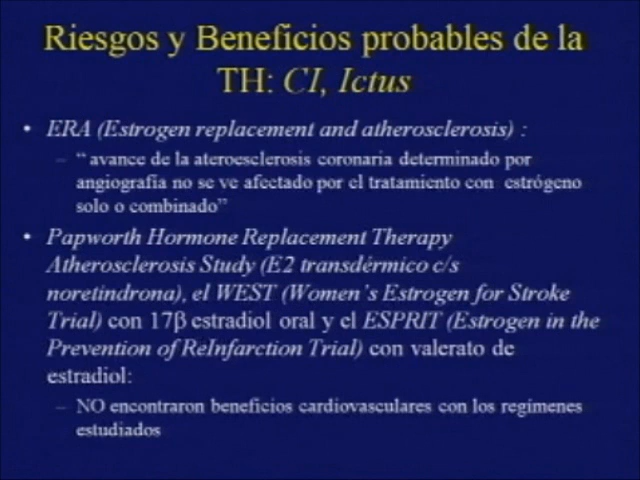 Riesgos y Beneficios probables de la
TH: CI, Ictus
• ERA (Estrogen replacement and atherosclerosis) :
– “ avance de la ateroesclerosis coronaria determinado por
angiografía no se ve afectado por el tratamiento con estrógeno
solo o combinado”
• Papworth Hormone Replacement Therapy
Atherosclerosis Study (E2 transdérmico c/s
noretindrona), el WEST (Women’s Estrogen for Stroke
Trial) con 17β estradiol oral y el ESPRIT (Estrogen in the
Prevention of ReInfarction Trial) con valerato de
estradiol:
– NO encontraron beneficios cardiovasculares con los regímenes
estudiados